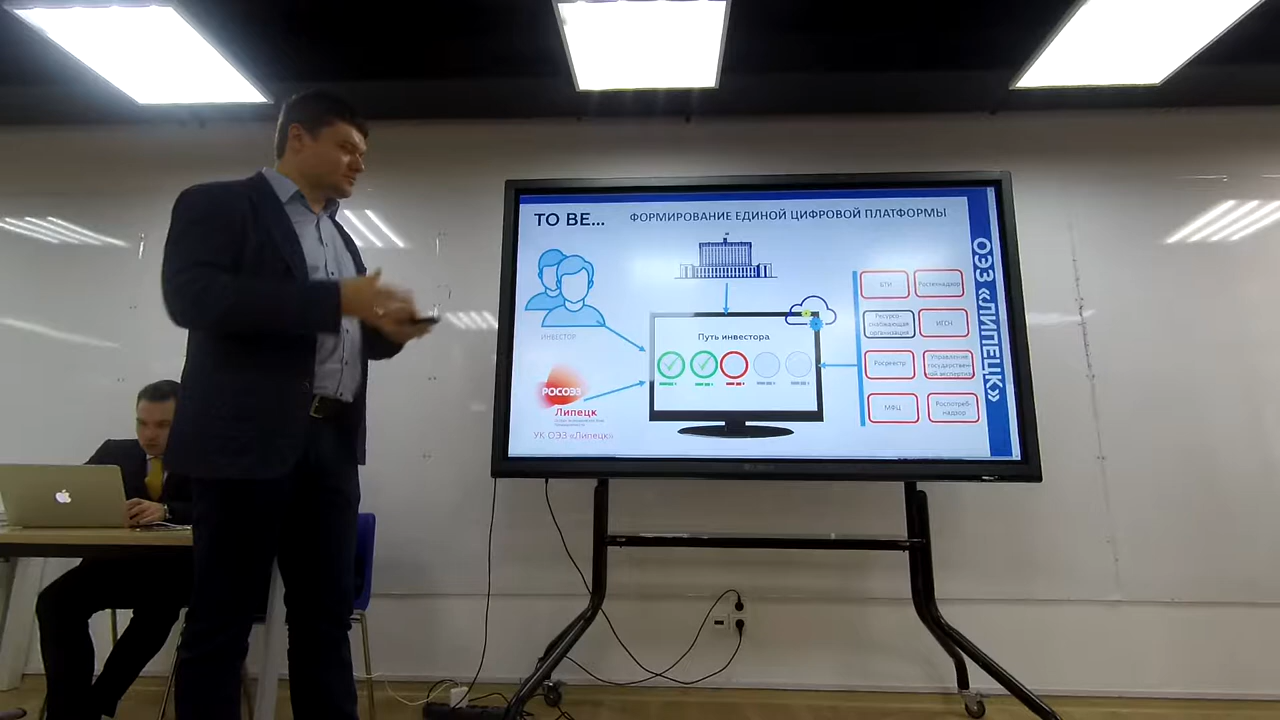 TO BE...
ФОРМИРОВАНИЕ ЕДИНОЙ ЦИФРОВОЙ ПЛАТФОРМЫ
ИНВЕСТОР
РОСОЭЗ
Липецк
УК ОЭЗ «Липецк»
Путь инвестора
БТИ
Ростехнадзор
Ресурсо-
снабжающая
организация
ИГСН
Росреестр
Управление
государствен-
ной экспертизы
МФЦ
Роспотреб-
надзор
ОЭЗ «ЛИПЕЦК»